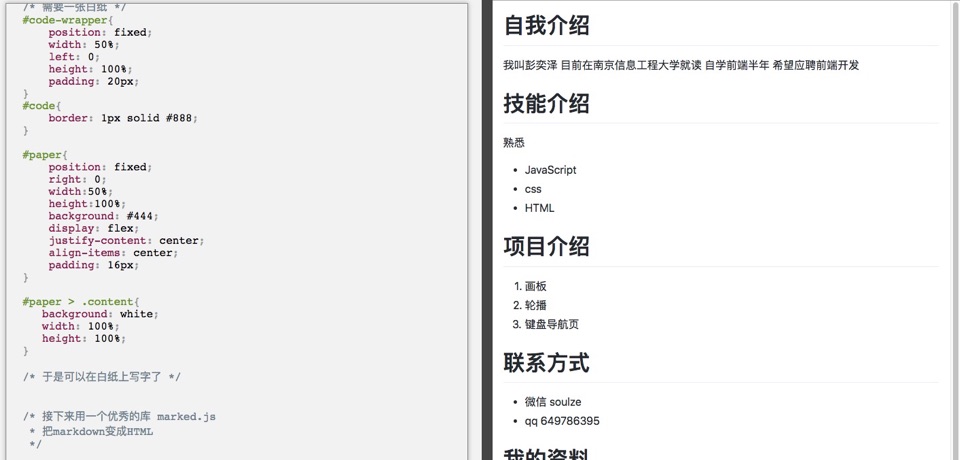 /* 需要一张白纸 */
#code-wrapper{
position: fixed;
width: 50%;
left: 0;
height: 100%;
padding: 20px;
}
#code{
border: 1px solid #888;
}
#paper{
position: fixed;
right: 0;
width:50%;
height:100%;
background: #444;
display: flex;
justify-content: center;
align-items: center;
padding: 16px;
}
#paper > .content{
background: white;
width: 100%;
height: 100%;
}
/* 于是可以在白纸上写字了 */
/* 接下来用一个优秀的库 marked.js
* 把markdown变成HTML
*/
自我介绍
我叫彭奕泽 目前在南京信息工程大学就读 自学前端半年 希望应聘前端开发
技能介绍
熟悉
• JavaScript
• css
• HTML
项目介绍
1. 画板
2. 轮播
3. 键盘导航页
联系方式
• 微信 soulze
• qq 649786395
我的资料